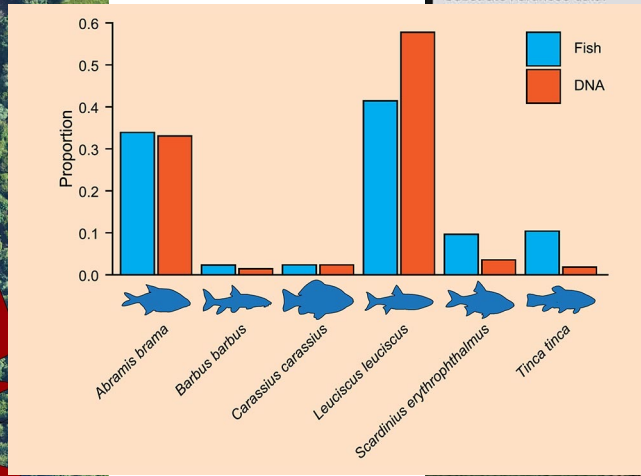 0.6
0.5
0.4
0.3
0.2
0.1
0.0
Proportion
Fish
DNA
Abramis brama
Barbus barbus
Carassius carassius
Leuciscus leuciscus
Scardinius erythrophthalmus
Tinca tinca